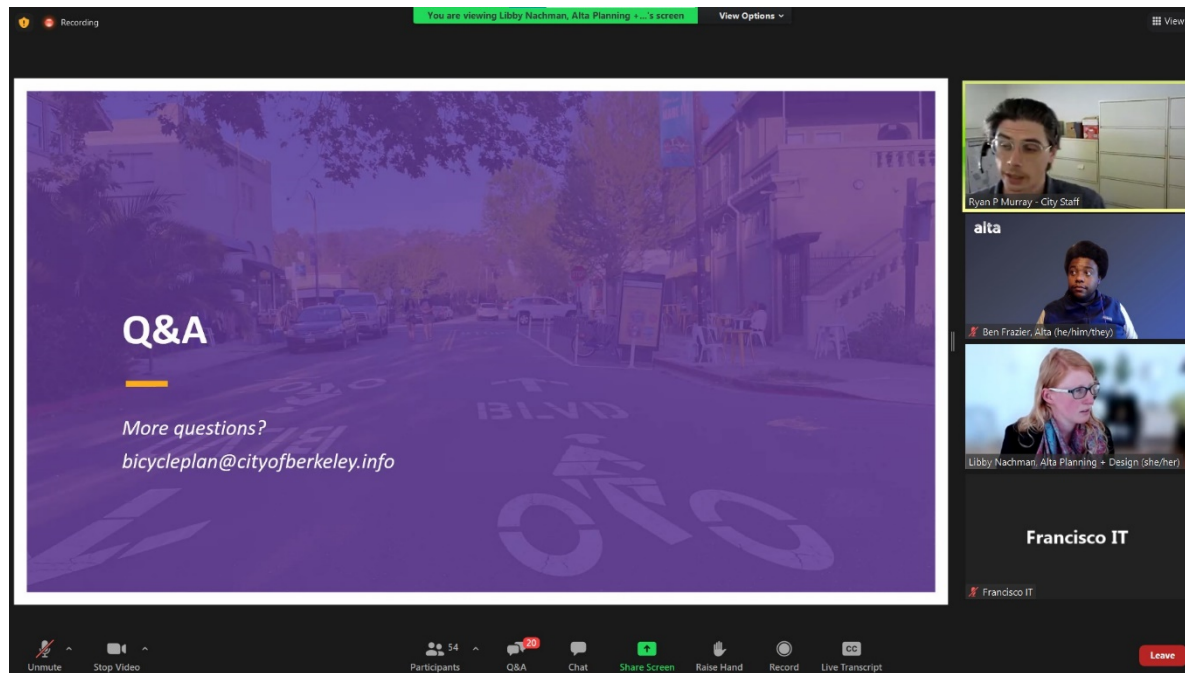 Recording
You are viewing Libby Nachman, Alta Planning +...'s screen
View Options
View
Q&A
More questions?
bicycleplan@cityofberkeley.info
BLVD
Ryan P Murray - City Staff
alta
Ben Frazier, Alta (he/him/they)
Libby Nachman, Alta Planning + Design (she/her)
Francisco IT
Francisco IT
Unmute
Stop Video
54
Participants
20
Q&A
Chat
Share Screen
Raise Hand
Record
CC
Live Transcript
Leave